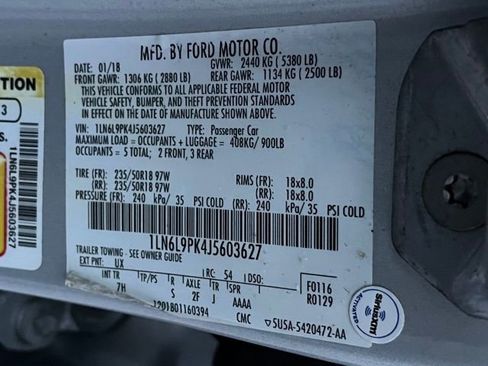 TION
3
S.
1LN6L9PK4J5603627
MFD. BY FORD MOTOR CO.
01/18 GVWR: 2440 KG ( 5380 LB)
FRONT GAWR: 1306 KG ( 2880 LB) REAR GAWR: 1134 KG ( 2500 LB)
THIS VEHICLE CONFORMS TO ALL APPLICABLE FEDERAL MOTOR
VEHICLE SAFETY, BUMPER, AND THEFT PREVENTION STANDARDS IN
EFFECT ON THE DATE OF MANUFACTURE SHOWN ABOVE.
VIN: 1LN6L9PK4J5603627 TYPE: Passenger Car
MAXIMUM LOAD = OCCUPANTS + LUGGAGE = 408KG/ 900LB
OCCUPANTS = 5 TOTAL; 2 FRONT, 3 REAR
TIRE (FR) 235/50R18 97W RIMS (FR) 18x8.0
(RR) 235/50R18 97W (RR) 18x8.0
PRESSURE (FR) 240 kPa/ 35 PSI COLD (RR) 240 kPa/ 35 PSI COLD
1LN6L9PK4J5603627
TRAILER TOWING - SEE OWNER GUIDE
EXT PNT: UX RC: 54 DSO: F0116
INT TR TP/PS R AXLE TR SPR R0129
7H S 2F J AAAA
1201801160394 CMC ▽SUSA-5420472-AA
ACTIVATED
SiriusXM